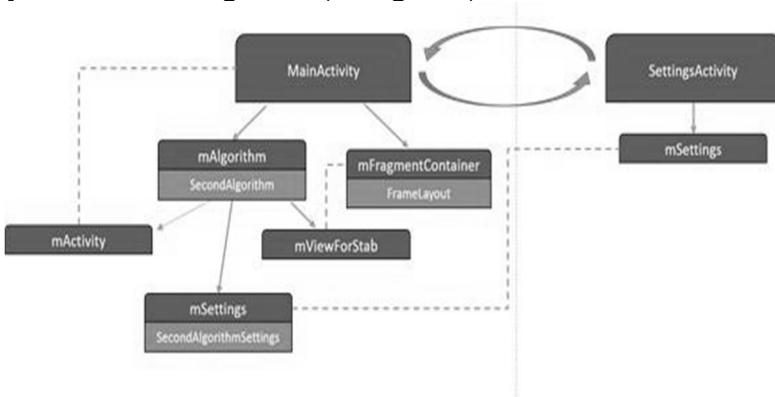 MainActivity
SettingsActivity
mAlgorithm
SecondAlgorithm
mFragmentContainer
FrameLayout
mSettings
mActivity
mViewForStab
mSettings
SecondAlgorithmSettings